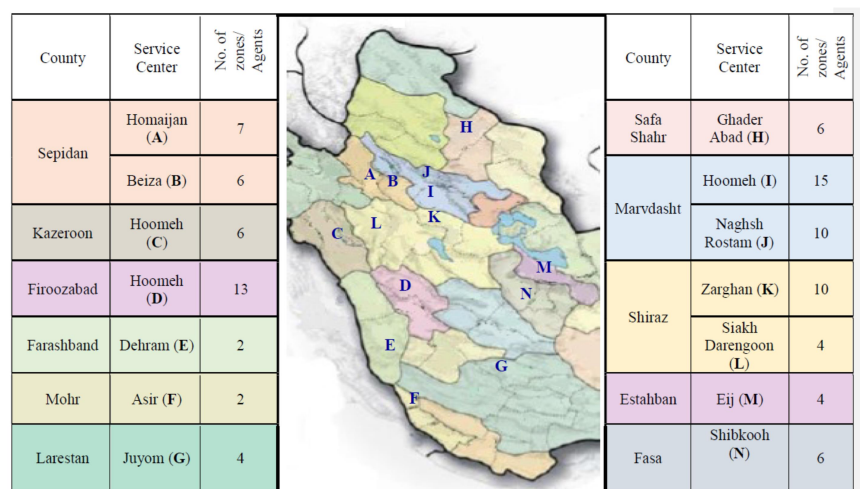 County
Service
Center
No. of
zones/
Agents
Sepidan
Homaijan
(A)
7
Beiza (B)
6
Kazeroon
Hoomeh
(C)
6
Firoozabad
Hoomeh
(D)
13
Farashband
Dehram (E)
2
Mohr
Asir (F)
2
Larestan
Juyom (G)
4
H
A
B
J
I
K
L
C
M
D
N
E
G
F
County
Service
Center
No. of
zones/
Agents
Safa
Shahr
Ghader
Abad (H)
6
Marvdasht
Hoomeh (I)
15
Naghsh
Rostam (J)
10
Shiraz
Zarghan (K)
10
Siakh
Darengoon
(L)
4
Estahban
Eij (M)
4
Fasa
Shibkooh
(N)
6